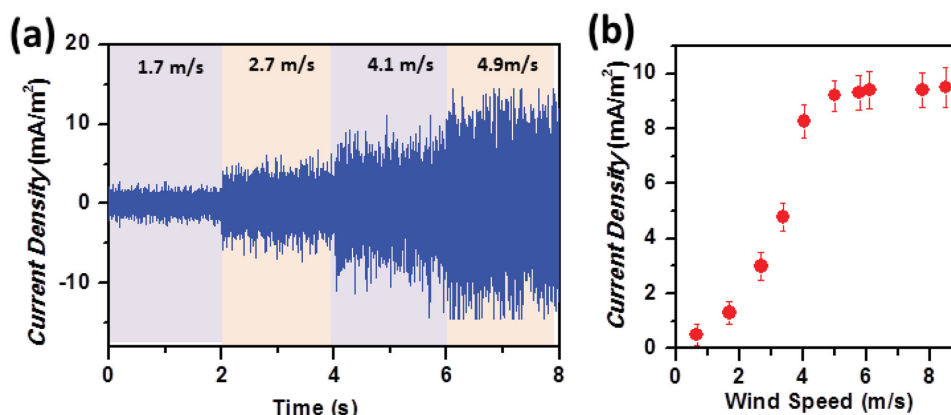 (a)
Current Density (mA/m²)
20
10
0
-10
1.7 m/s
2.7 m/s
4.1 m/s
4.9m/s
0
2
4
6
8
Time (s)
(b)
Current Density (mA/m²)
10
8
6
4
2
0
0
2
4
6
8
Wind Speed (m/s)